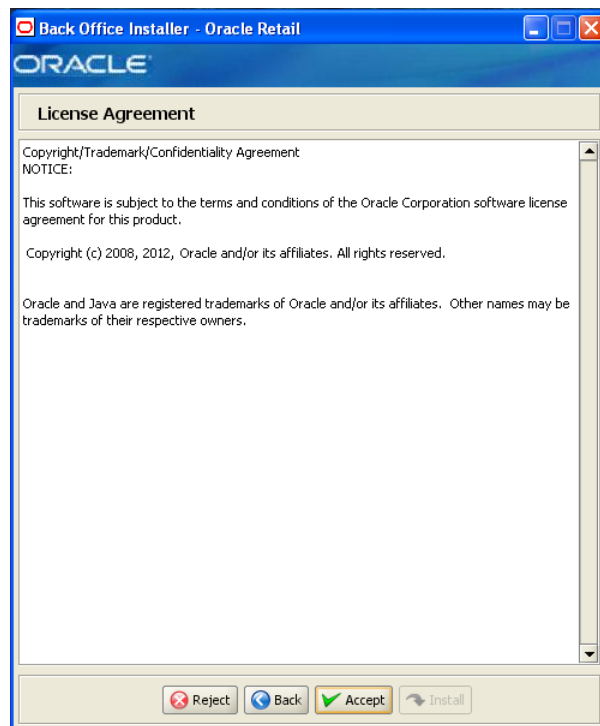 Back Office Installer - Oracle Retail
ORACLE
License Agreement
Copyright/Trademark/Confidentiality Agreement
NOTICE:
This software is subject to the terms and conditions of the Oracle Corporation software license
agreement for this product.
Copyright (c) 2008, 2012, Oracle and/or its affiliates. All rights reserved.
Oracle and Java are registered trademarks of Oracle and/or its affiliates.  Other names may be
trademarks of their respective owners.
Reject Back Accept Install